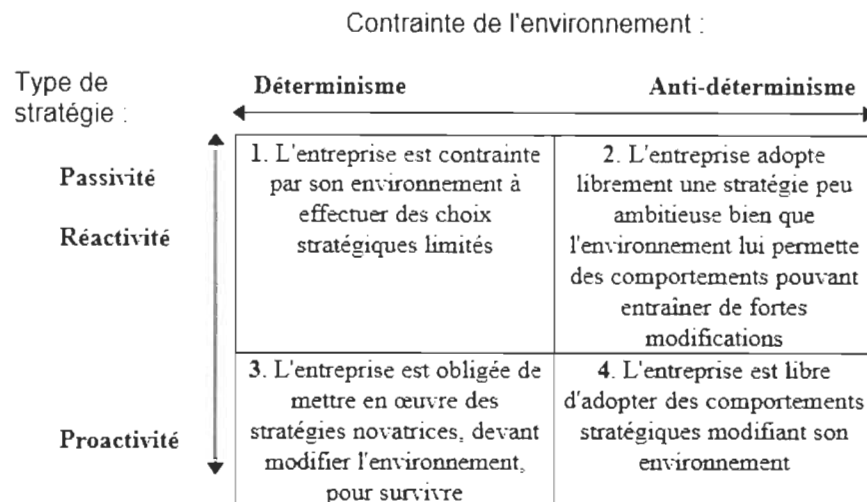 Contrainte de l'environnement :
Type de
stratégie :
Déterminisme
Anti-déterminisme
Passivité
Réactivité
Proactivité
1. L'entreprise est contrainte
par son environnement à
effectuer des choix
stratégiques limités
2. L'entreprise adopte
librement une stratégie peu
ambitieuse bien que
l'environnement lui permette
des comportements pouvant
entraîner de fortes
modifications
3. L'entreprise est obligée de
mettre en œuvre des
stratégies novatrices, devant
modifier l'environnement,
pour survivre
4. L'entreprise est libre
d'adopter des comportements
stratégiques modifiant son
environnement